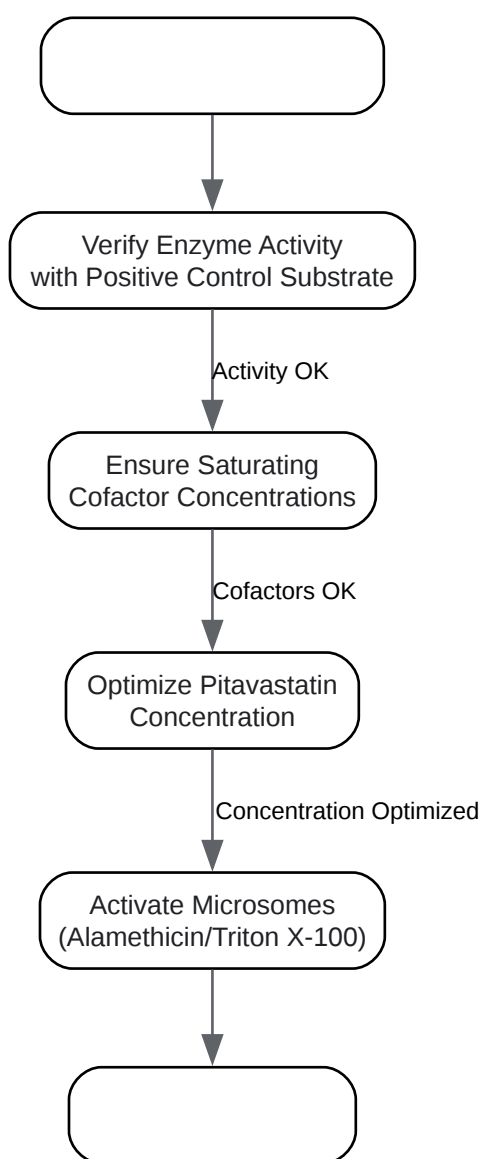 Verify Enzyme Activity
with Positive Control Substrate
Activity OK
Ensure Saturating
Cofactor Concentrations
Cofactors OK
Optimize Pitavastatin
Concentration
Concentration Optimized
Activate Microsomes
(Alamethicin/Triton X-100)